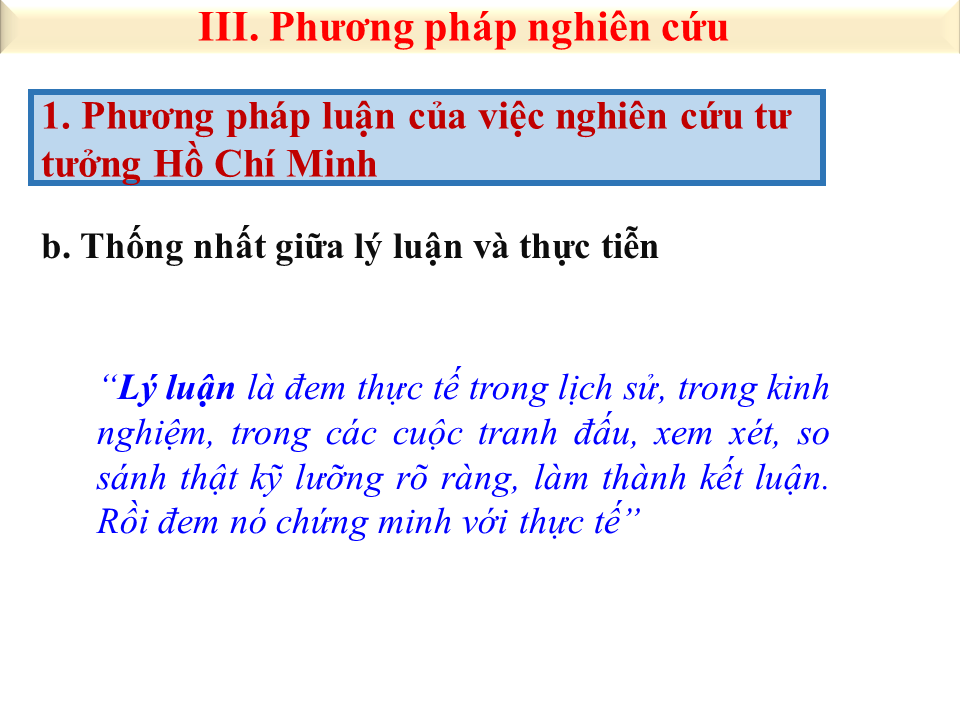 III. Phương pháp nghiên cứu
1. Phương pháp luận của việc nghiên cứu tư
tưởng Hồ Chí Minh
b. Thống nhất giữa lý luận và thực tiễn
“Lý luận là đem thực tế trong lịch sử, trong kinh
nghiệm, trong các cuộc tranh đấu, xem xét, so
sánh thật kỹ lưỡng rõ ràng, làm thành kết luận.
Rồi đem nó chứng minh với thực tế”